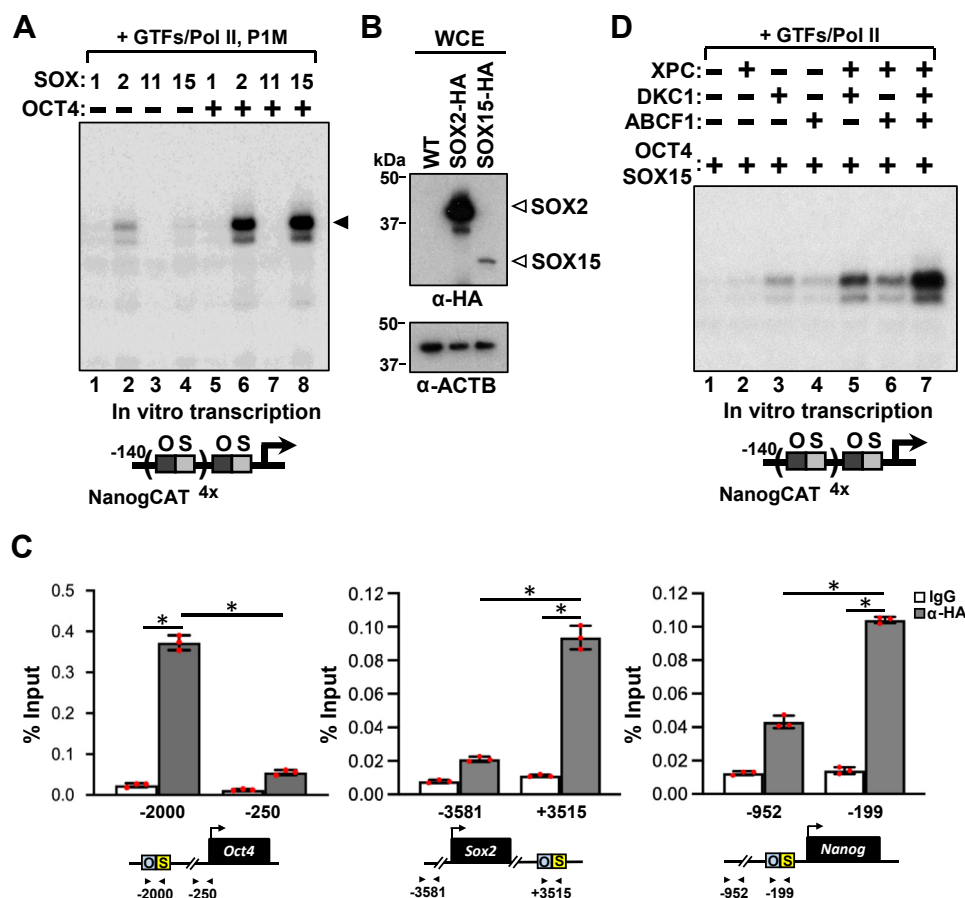 A
+ GTFs/Pol II, P1M
SOX: 1 2 11 15 1 2 11 15
OCT4: − − − − + + + +
1 2 3 4 5 6 7 8
In vitro transcription
-140 ( O S ) O S
NanogCAT 4x
B
WCE
WT SOX2-HA SOX15-HA
kDa
50
37
SOX2
SOX15
α-HA
50
37
α-ACTB
D
+ GTFs/Pol II
XPC: − + − − + + +
DKC1: − − + − + − +
ABCF1: − − − + − + +
OCT4
SOX15: + + + + + + +
1 2 3 4 5 6 7
In vitro transcription
-140 ( O S ) O S
NanogCAT 4x
C
% Input
0.5
0.4
0.3
0.2
0.1
0.0
* *
-2000 -250
O S Oct4
-2000 -250
% Input
0.12
0.10
0.08
0.06
0.04
0.02
0.00
*
*
-3581 +3515
Sox2 O S
-3581 +3515
% Input
0.12
0.10
0.08
0.06
0.04
0.02
0.00
*
*
IgG
α-HA
-952 -199
O S Nanog
-952 -199